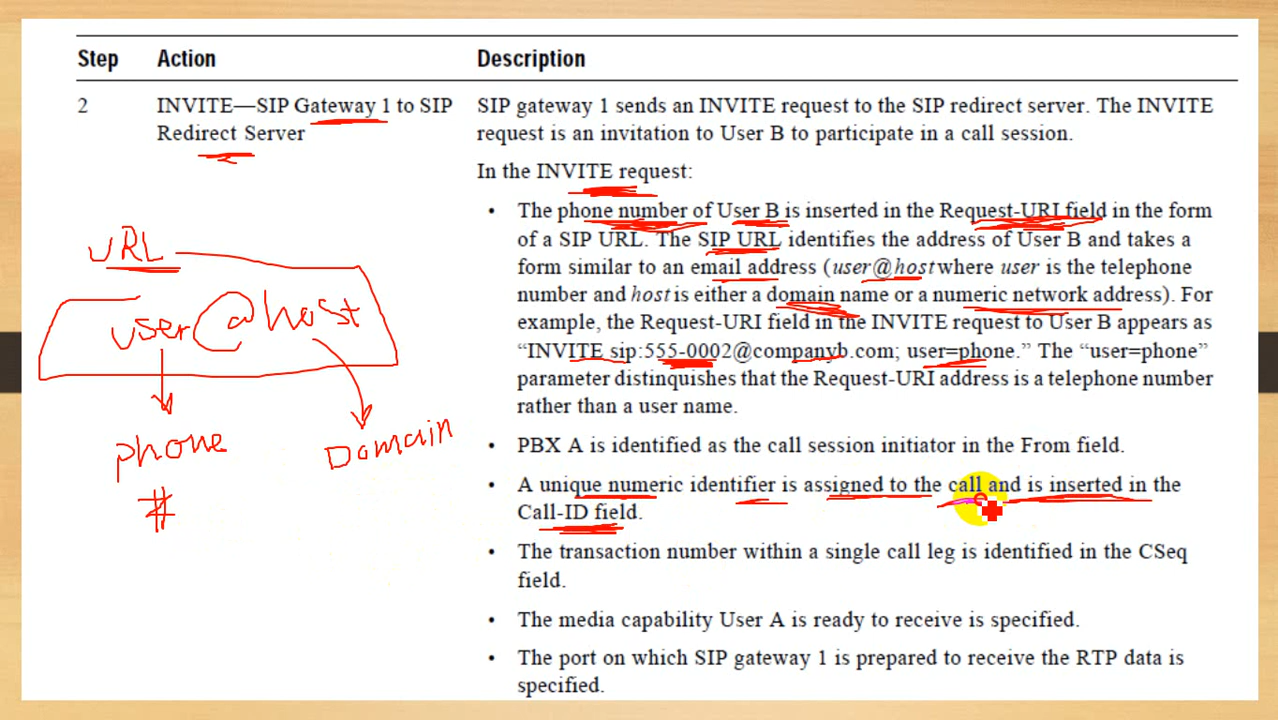 Step Action Description
2 INVITE—SIP Gateway 1 to SIP
Redirect Server
SIP gateway 1 sends an INVITE request to the SIP redirect server. The INVITE
request is an invitation to User B to participate in a call session.
In the INVITE request:
• The phone number of User B is inserted in the Request-URI field in the form
of a SIP URL. The SIP URL identifies the address of User B and takes a
form similar to an email address (user@host where user is the telephone
number and host is either a domain name or a numeric network address). For
example, the Request-URI field in the INVITE request to User B appears as
“INVITE sip:555-0002@companyb.com; user=phone.” The “user=phone”
parameter distinquishes that the Request-URI address is a telephone number
rather than a user name.
• PBX A is identified as the call session initiator in the From field.
• A unique numeric identifier is assigned to the call and is inserted in the
Call-ID field.
• The transaction number within a single call leg is identified in the CSeq
field.
• The media capability User A is ready to receive is specified.
• The port on which SIP gateway 1 is prepared to receive the RTP data is
specified.
URL
user@host
phone
#
Domain